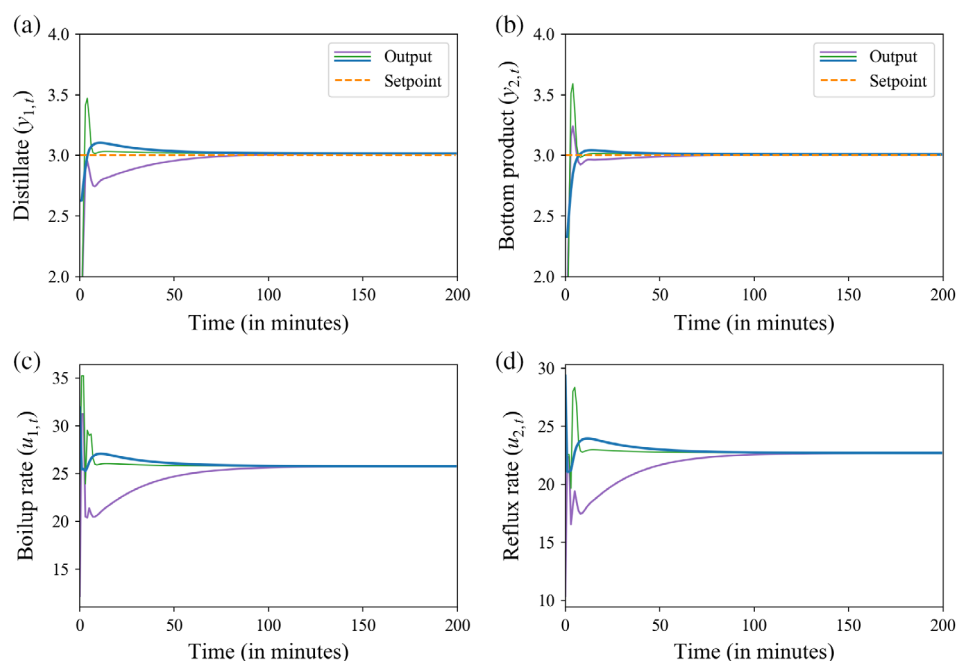 (a)
4.0
3.5
3.0
2.5
2.0
Distillate (y1,t)
Output
Setpoint
0 50 100 150 200
Time (in minutes)
(b)
4.0
3.5
3.0
2.5
2.0
Bottom product (y2,t)
Output
Setpoint
0 50 100 150 200
Time (in minutes)
(c)
35
30
25
20
15
Boilup rate (u1,t)
0 50 100 150 200
Time (in minutes)
(d)
30
25
20
15
10
Reflux rate (u2,t)
0 50 100 150 200
Time (in minutes)